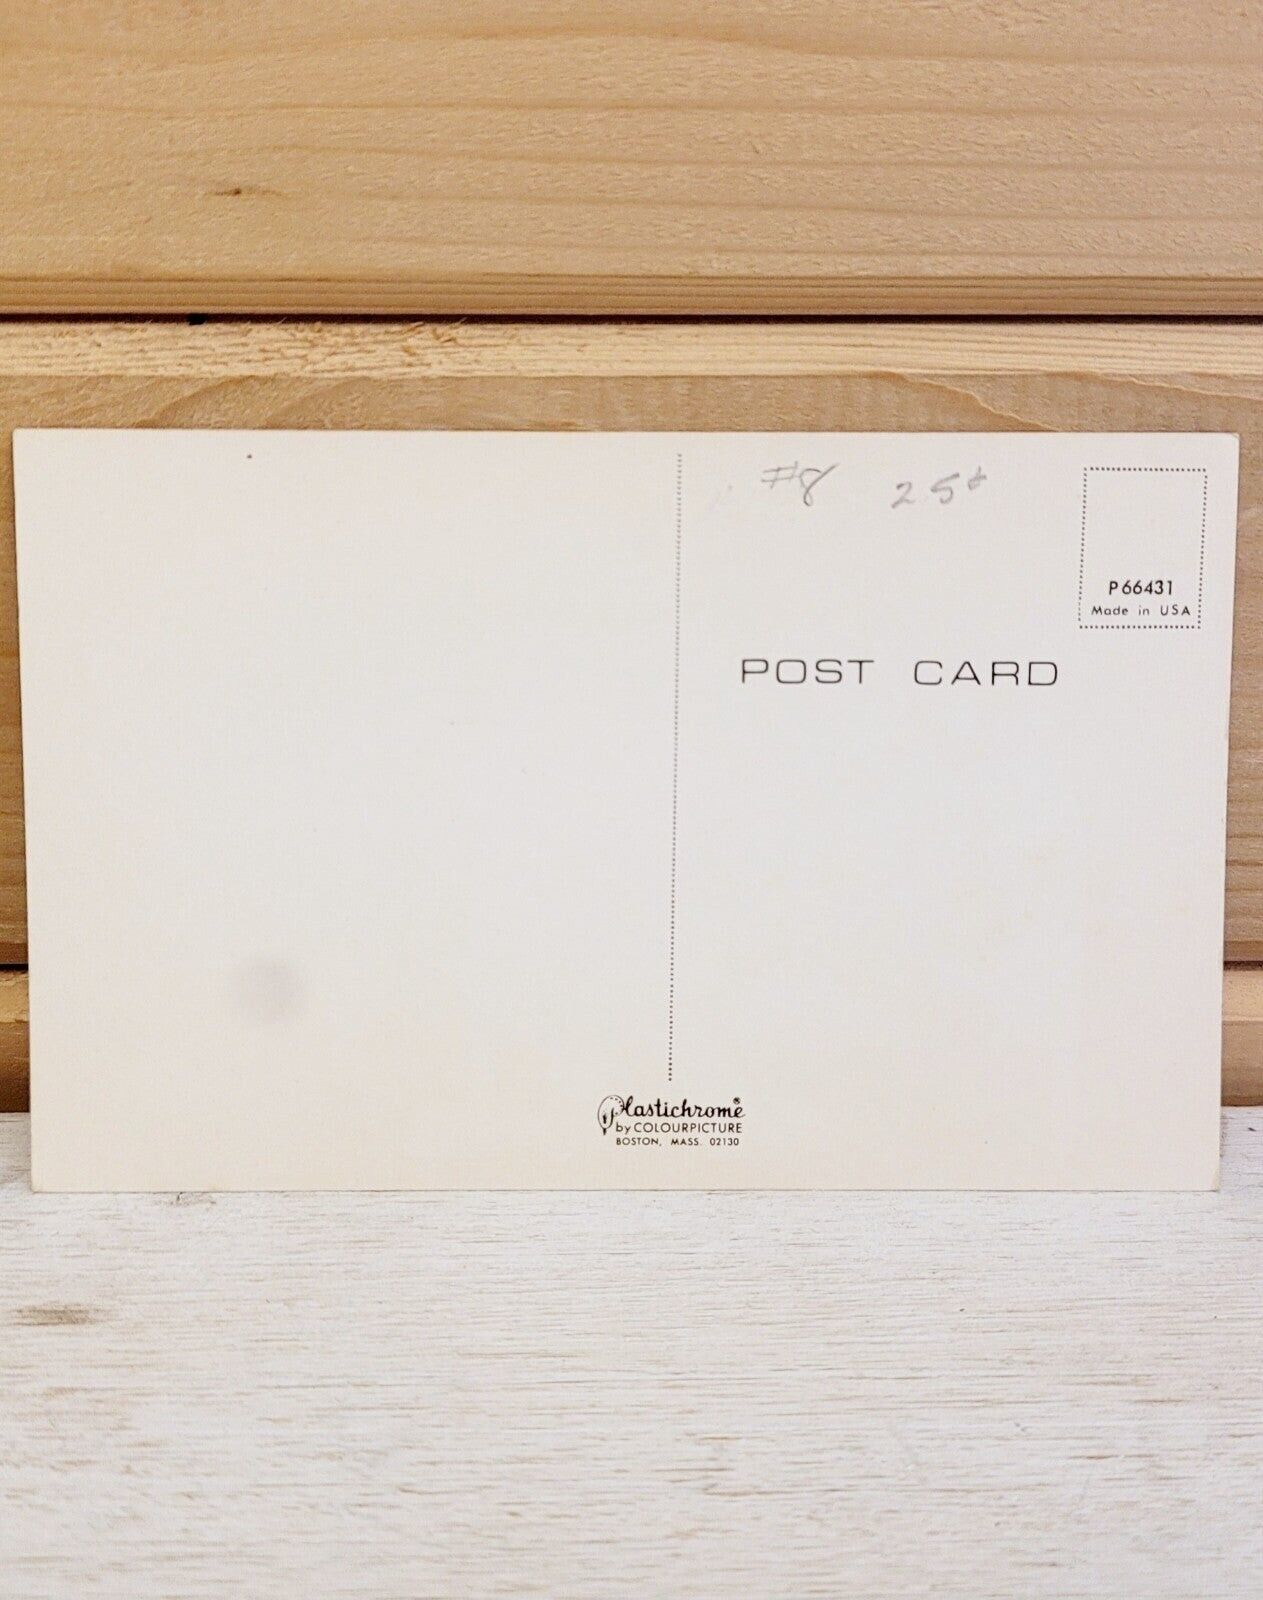 #8 25¢
P66431
Made in USA
POST CARD
Plastichrome®
by COLOURPICTURE
BOSTON, MASS. 02130